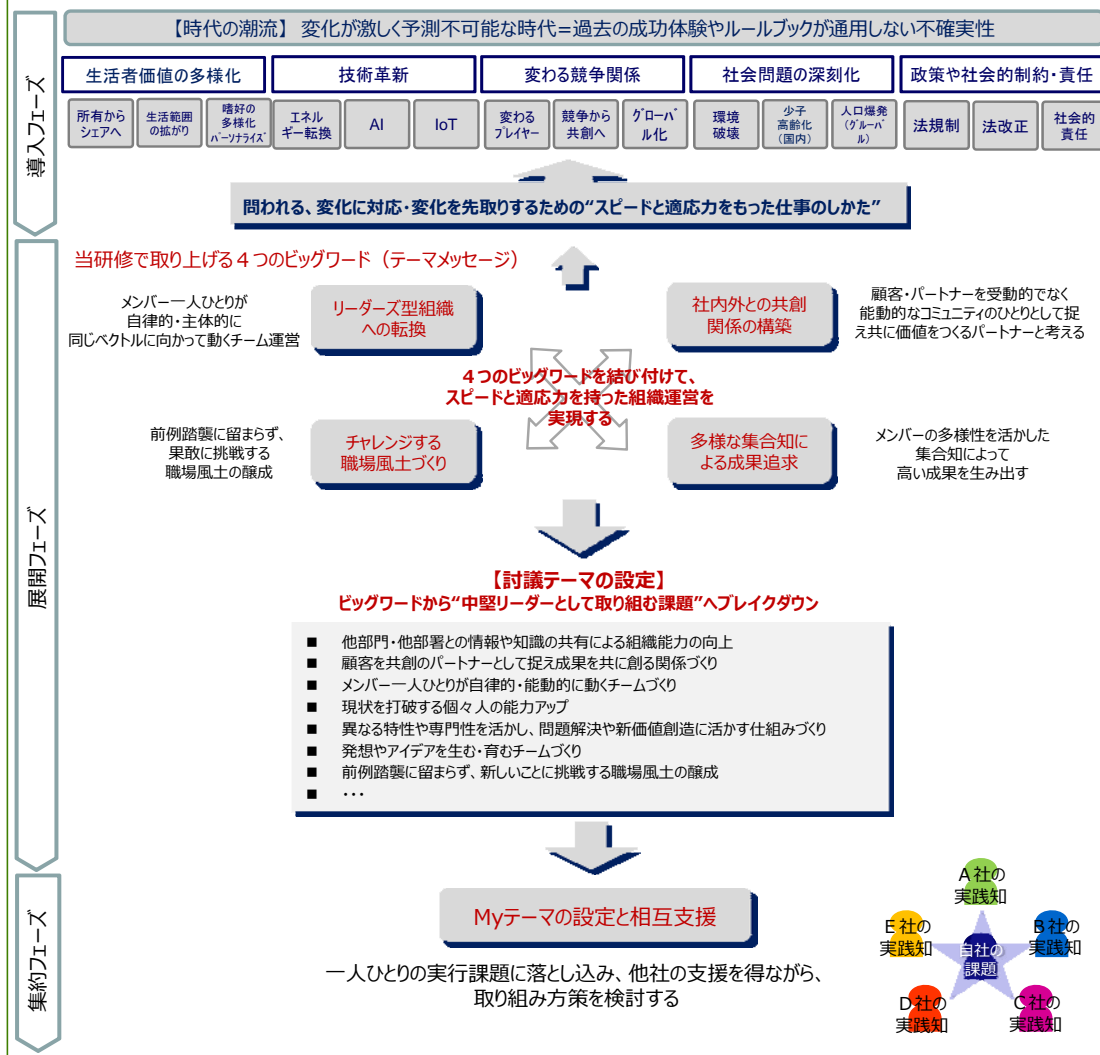 【時代の潮流】 変化が激しく予測不可能な時代=過去の成功体験やルールブックが通用しない不確実性
導入フェーズ
生活者価値の多様化
技術革新
変わる競争関係
社会問題の深刻化
政策や社会的制約・責任
所有から
シェアへ
生活範囲
の拡がり
嗜好の
多様化
パーソナライズ
エネル
ギー転換
AI
IoT
変わる
プレイヤー
競争から
共創へ
グローバ
ル化
環境
破壊
少子
高齢化
(国内)
人口爆発
(グルーバ
ル)
法規制
法改正
社会的
責任
問われる、変化に対応・変化を先取りするための“スピードと適応力をもった仕事のしかた”
展開フェーズ
当研修で取り上げる4つのビッグワード(テーマメッセージ)
メンバー一人ひとりが
自律的・主体的に
同じベクトルに向かって動くチーム運営
リーダーズ型組織
への転換
社内外との共創
関係の構築
顧客・パートナーを受動的でなく
能動的なコミュニティのひとりとして捉
え共に価値をつくるパートナーと考える
4つのビッグワードを結び付けて、
スピードと適応力を持った組織運営を
実現する
前例踏襲に留まらず、
果敢に挑戦する
職場風土の醸成
チャレンジする
職場風土づくり
多様な集合知
による成果追求
メンバーの多様性を活かした
集合知によって
高い成果を生み出す
【討議テーマの設定】
ビッグワードから“中堅リーダーとして取り組む課題”へブレイクダウン
■ 他部門・他部署との情報や知識の共有による組織能力の向上
■ 顧客を共創のパートナーとして捉え成果を共に創る関係づくり
■ メンバー一人ひとりが自律的・能動的に動くチームづくり
■ 現状を打破する個々人の能力アップ
■ 異なる特性や専門性を活かし、問題解決や新価値創造に活かす仕組みづくり
■ 発想やアイデアを生む・育むチームづくり
■ 前例踏襲に留まらず、新しいことに挑戦する職場風土の醸成
■ ・・・
集約フェーズ
Myテーマの設定と相互支援
一人ひとりの実行課題に落とし込み、他社の支援を得ながら、
取り組み方策を検討する
A社の
実践知
E社の
実践知
B社の
実践知
自社の
課題
D社の
実践知
C社の
実践知